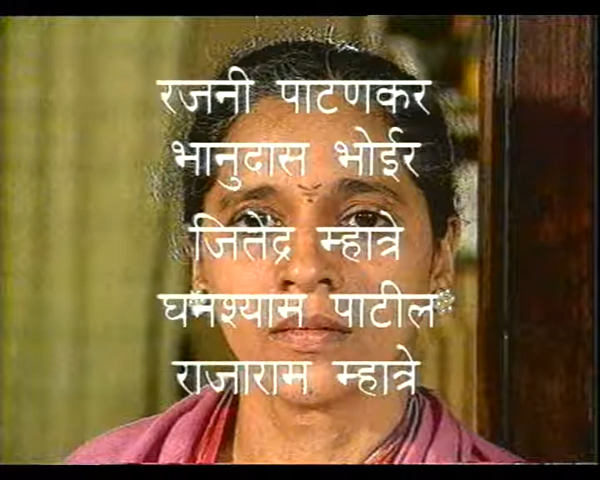 रजनी पाटणकर
भानुदास भोईर
जितेंद्र म्हात्रे
घनश्याम पाटील
राजाराम म्हात्रे